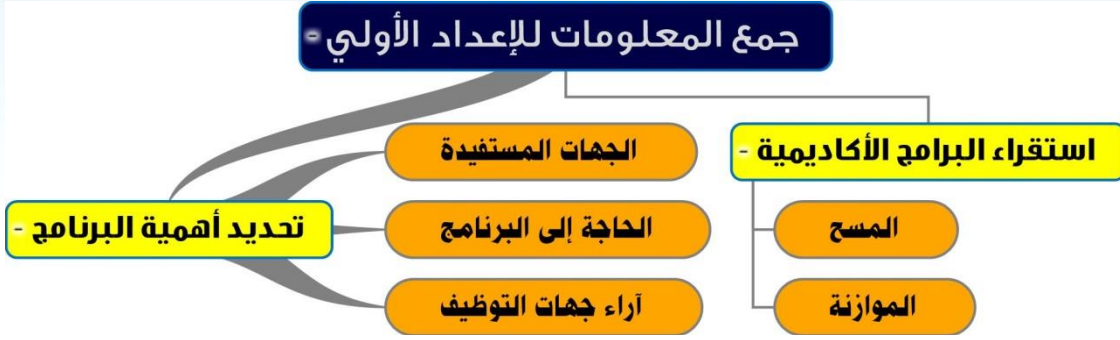 جمع المعلومات للإعداد الأولي -
استقراء البرامج الأكاديمية -
المسح
الموازنة
تحديد أهمية البرنامج -
الجهات المستفيدة
الحاجة إلى البرنامج
آراء جهات التوظيف